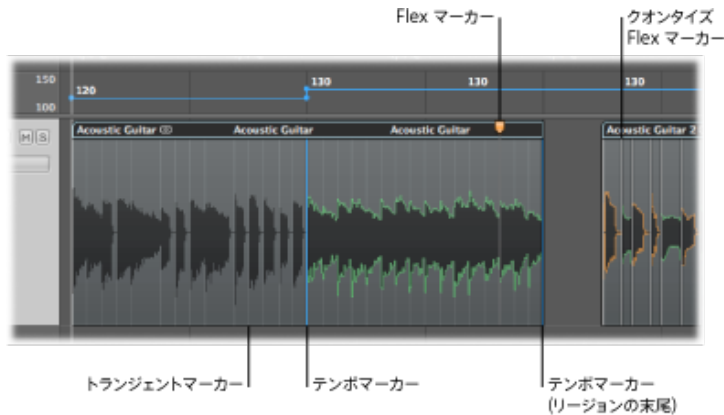 Flex マーカー
クオンタイズ
Flex マーカー
150
120
130
130
130
100
M S
Acoustic Guitar
Acoustic Guitar
Acoustic Guitar
Acoustic Guitar 2
トランジェントマーカー
テンポマーカー
テンポマーカー
(リージョンの末尾)